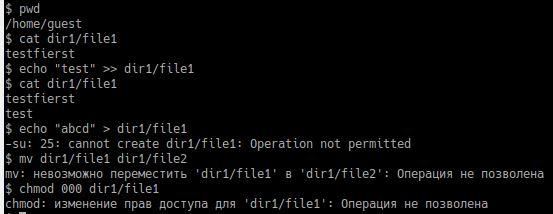 $ pwd
/home/guest
$ cat dir1/file1
testfierst
$ echo "test" >> dir1/file1
$ cat dir1/file1
testfierst
test
$ echo "abcd" > dir1/file1
-su: 25: cannot create dir1/file1: Operation not permitted
$ mv dir1/file1 dir1/file2
mv: невозможно переместить 'dir1/file1' в 'dir1/file2': Операция не позволена
$ chmod 000 dir1/file1
chmod: изменение прав доступа для 'dir1/file1': Операция не позволена